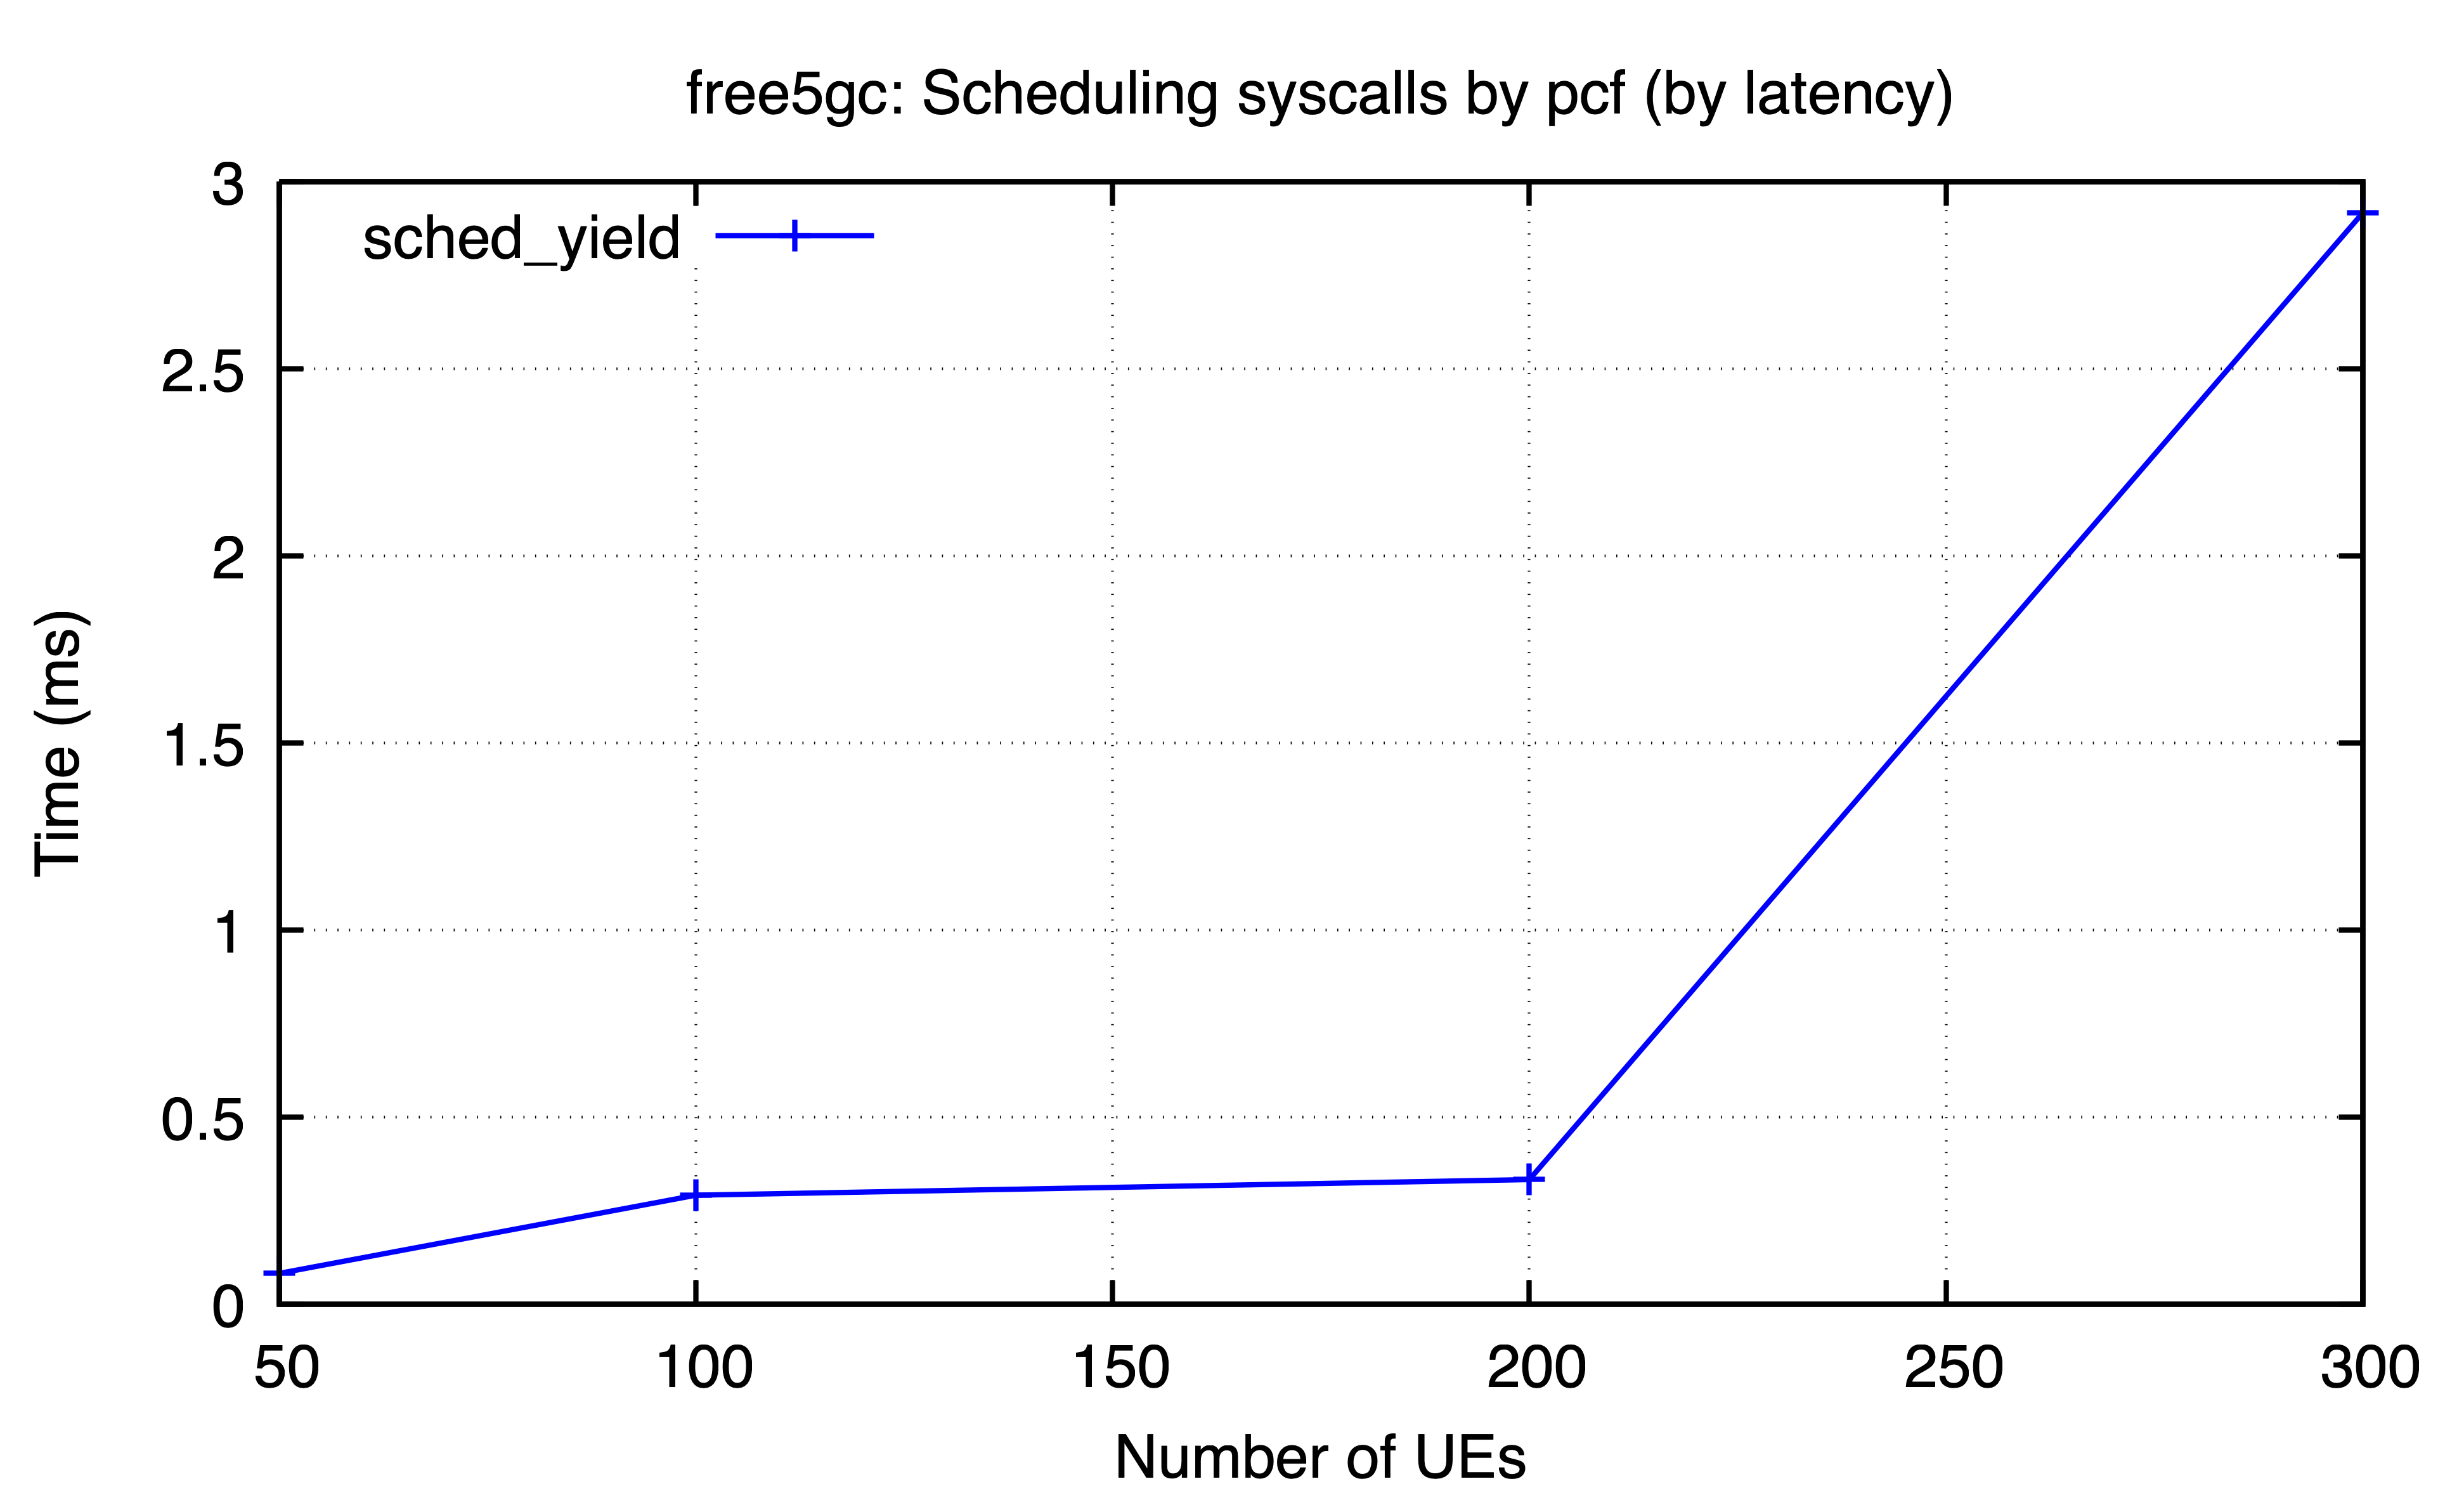 free5gc: Scheduling syscalls by pcf (by latency)
sched_yield
3
2.5
2
1.5
1
0.5
0
Time (ms)
50 100 150 200 250 300
Number of UEs